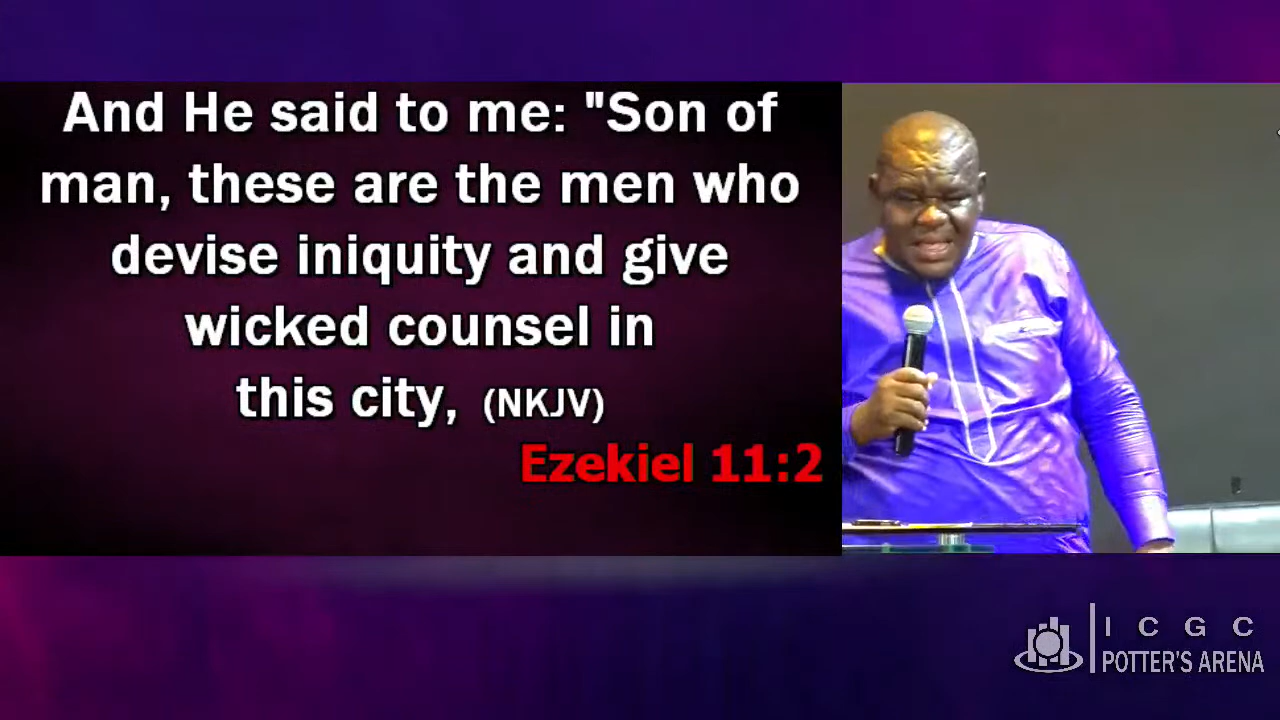 And He said to me: "Son of
man, these are the men who
devise iniquity and give
wicked counsel in
this city, (NKJV)
Ezekiel 11:2
I C G C
POTTER'S ARENA